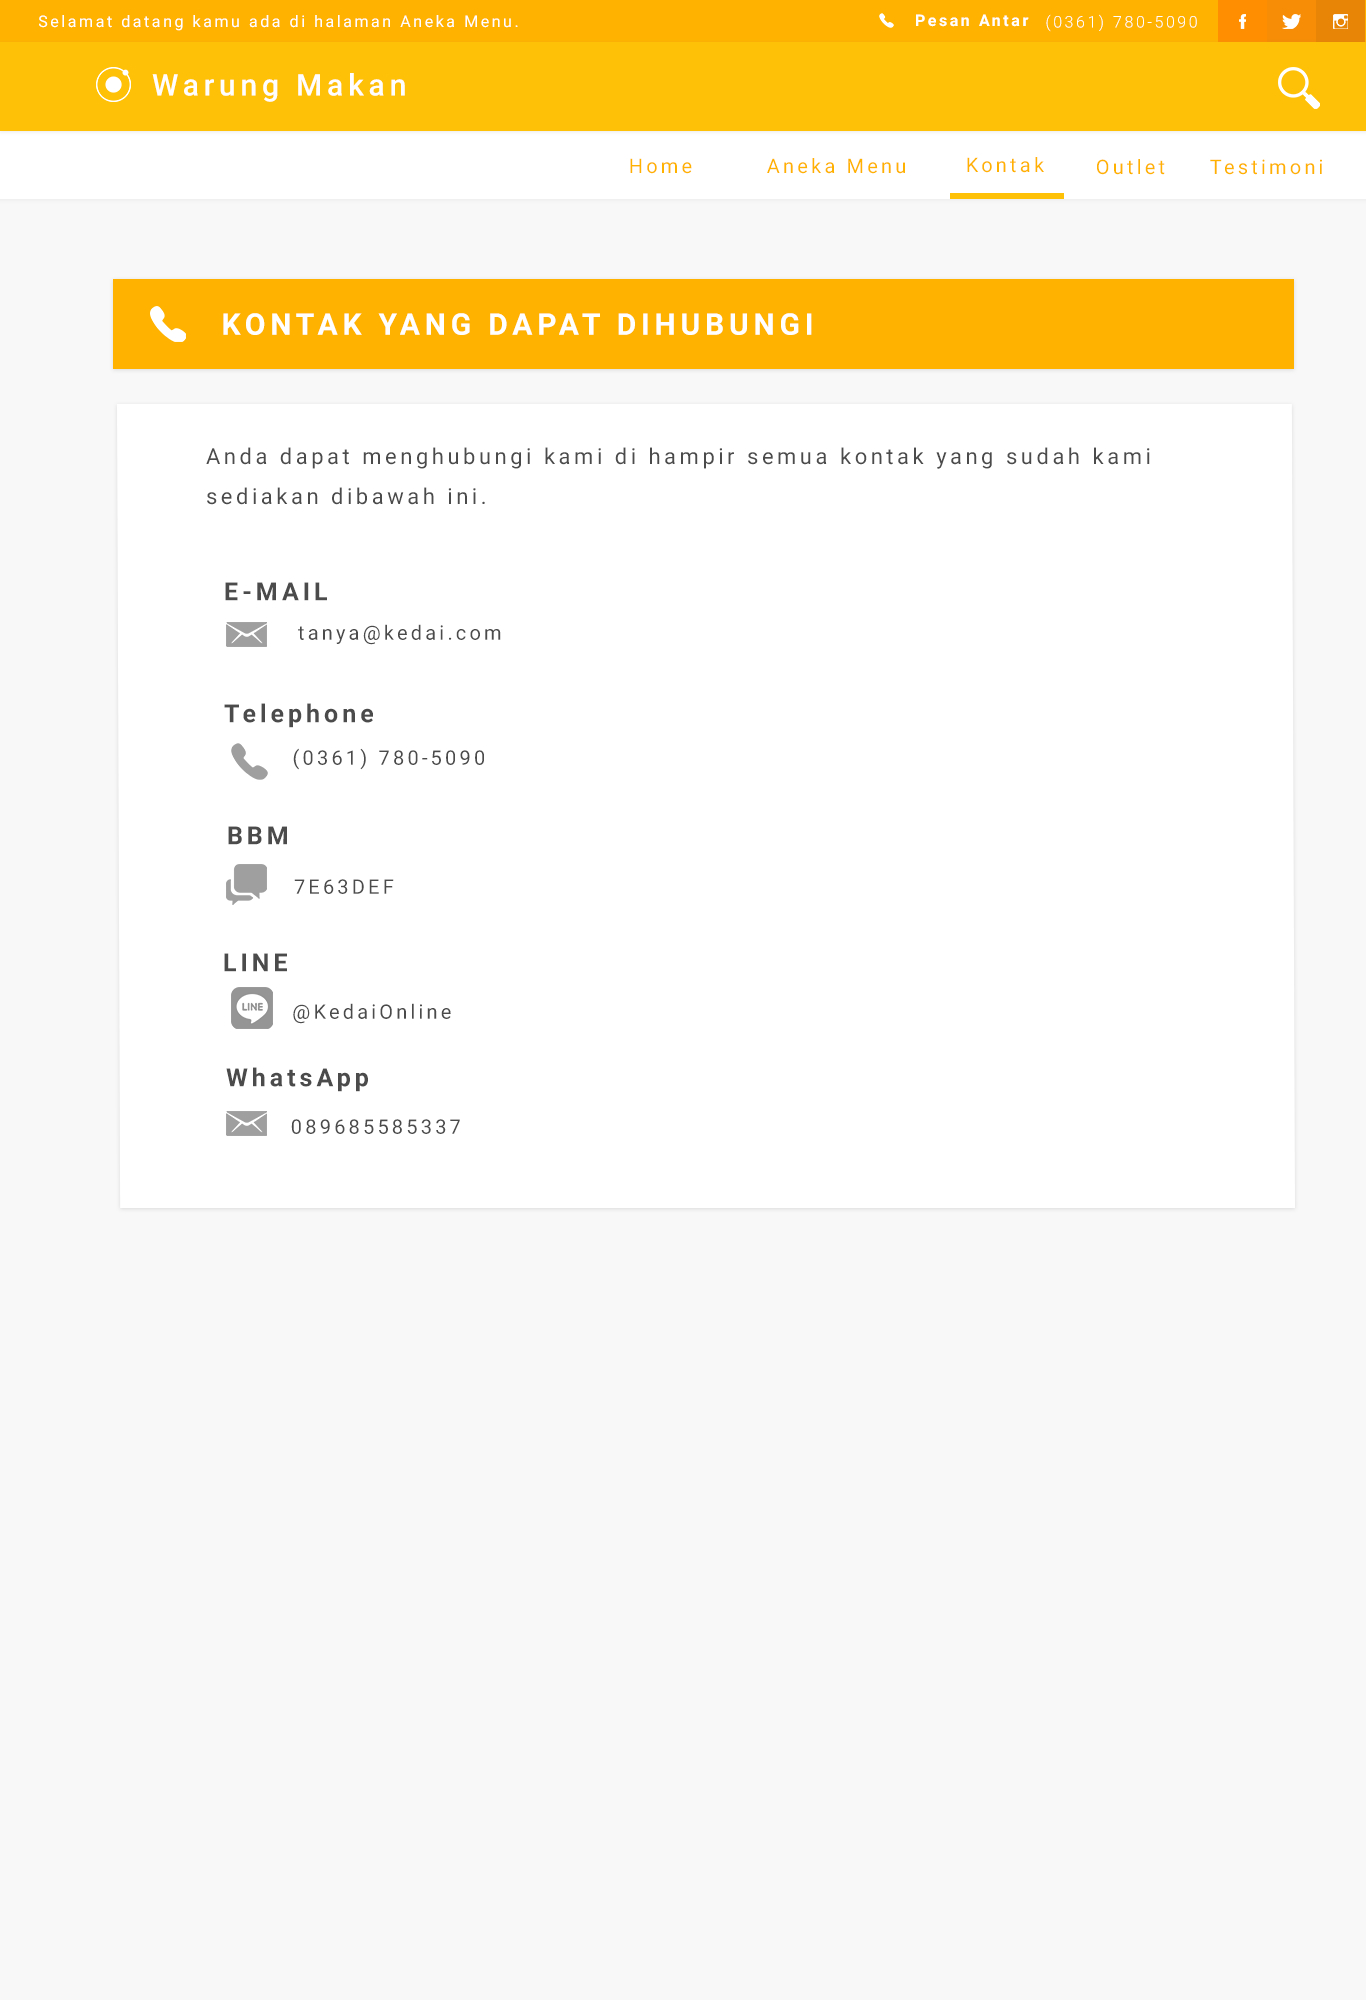 Selamat datang kamu ada di halaman Aneka Menu.
Pesan Antar (0361) 780-5090
Warung Makan
Home Aneka Menu Kontak Outlet Testimoni
KONTAK YANG DAPAT DIHUBUNGI
Anda dapat menghubungi kami di hampir semua kontak yang sudah kami
sediakan dibawah ini.
E-MAIL
tanya@kedai.com
Telephone
(0361) 780-5090
BBM
7E63DEF
LINE
LINE @KedaiOnline
WhatsApp
089685585337